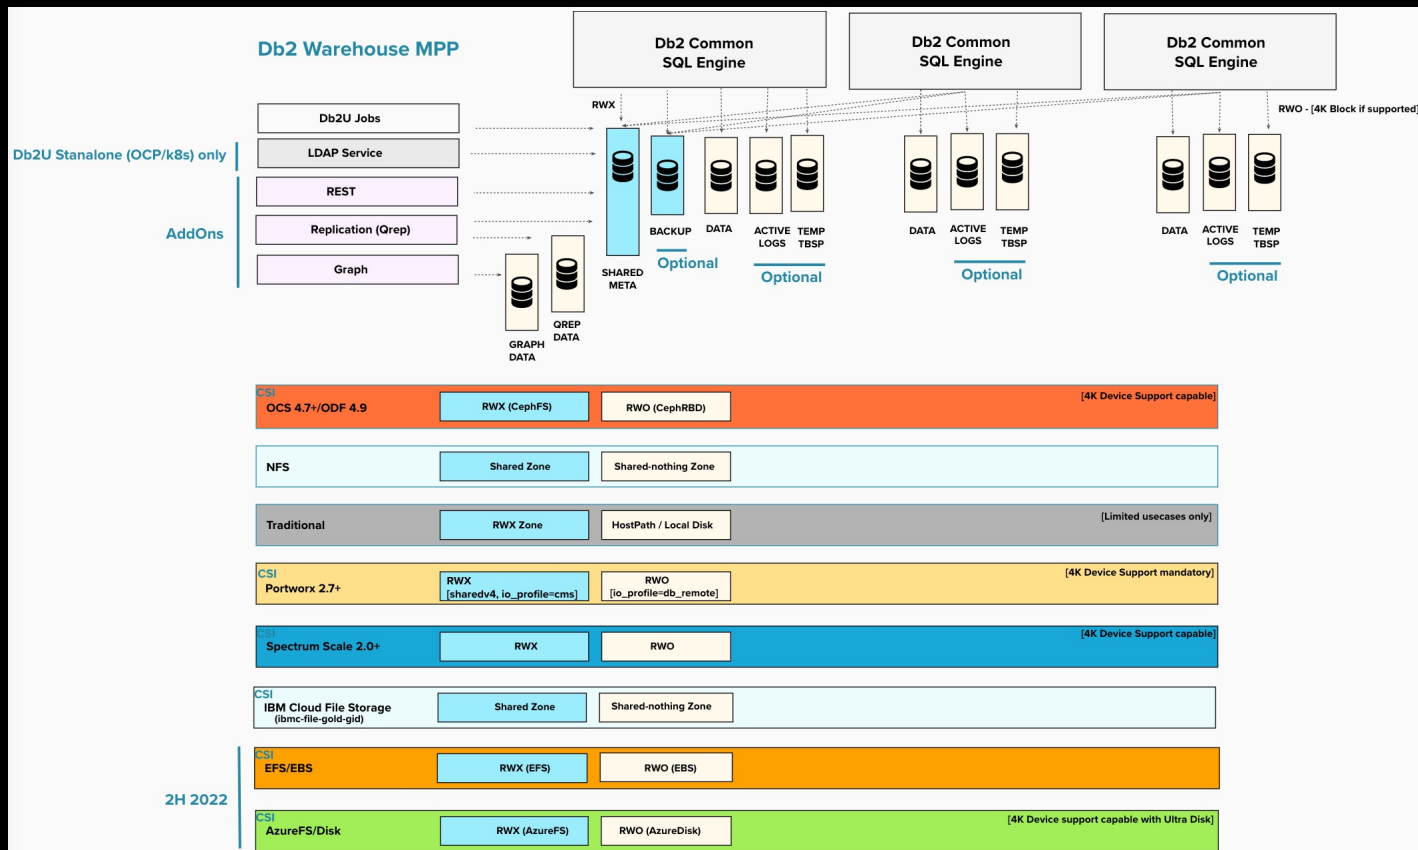 Db2 Warehouse MPP
Db2 Common
SQL Engine
Db2 Common
SQL Engine
Db2 Common
SQL Engine
RWX
RWO - [4K Block if supported]
Db2U Jobs
Db2U Stanalone (OCP/k8s) only
LDAP Service
REST
AddOns
Replication (Qrep)
Graph
GRAPH
DATA
QREP
DATA
SHARED
META
BACKUP
Optional
DATA
ACTIVE
LOGS
TEMP
TBSP
Optional
DATA
ACTIVE
LOGS
TEMP
TBSP
Optional
DATA
ACTIVE
LOGS
TEMP
TBSP
Optional
CSI
OCS 4.7+/ODF 4.9
RWX (CephFS)
RWO (CephRBD)
[4K Device Support capable]
NFS
Shared Zone
Shared-nothing Zone
Traditional
RWX Zone
HostPath / Local Disk
[Limited usecases only]
CSI
Portworx 2.7+
RWX
[sharedv4, io_profile=cms]
RWO
[io_profile=db_remote]
[4K Device Support mandatory]
CSI
Spectrum Scale 2.0+
RWX
RWO
[4K Device Support capable]
CSI
IBM Cloud File Storage
(ibmc-file-gold-gid)
Shared Zone
Shared-nothing Zone
2H 2022
CSI
EFS/EBS
RWX (EFS)
RWO (EBS)
CSI
AzureFS/Disk
RWX (AzureFS)
RWO (AzureDisk)
[4K Device support capable with Ultra Disk]